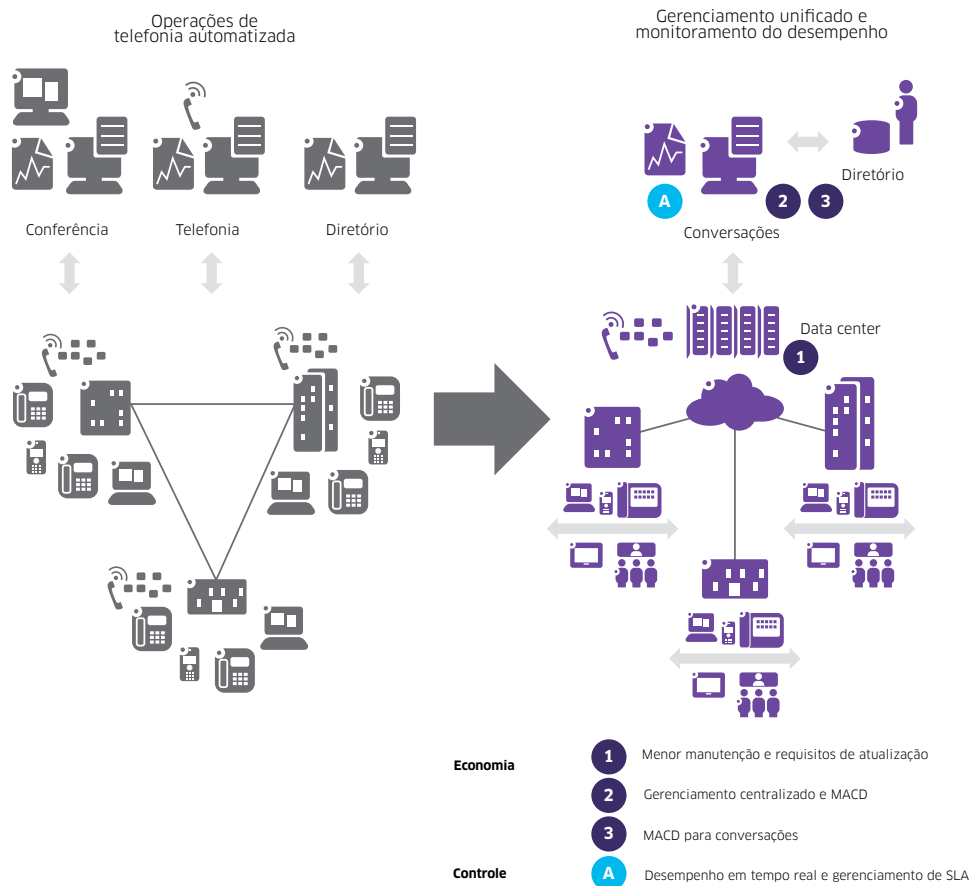 Operações de
telefonia automatizada
Gerenciamento unificado e
monitoramento do desempenho
Diretório
A
2
3
Conferência
Telefonia
Diretório
Conversações
Data center
1
Economia
1
Menor manutenção e requisitos de atualização
2
Gerenciamento centralizado e MACD
3
MACD para conversações
Controle
A
Desempenho em tempo real e gerenciamento de SLA